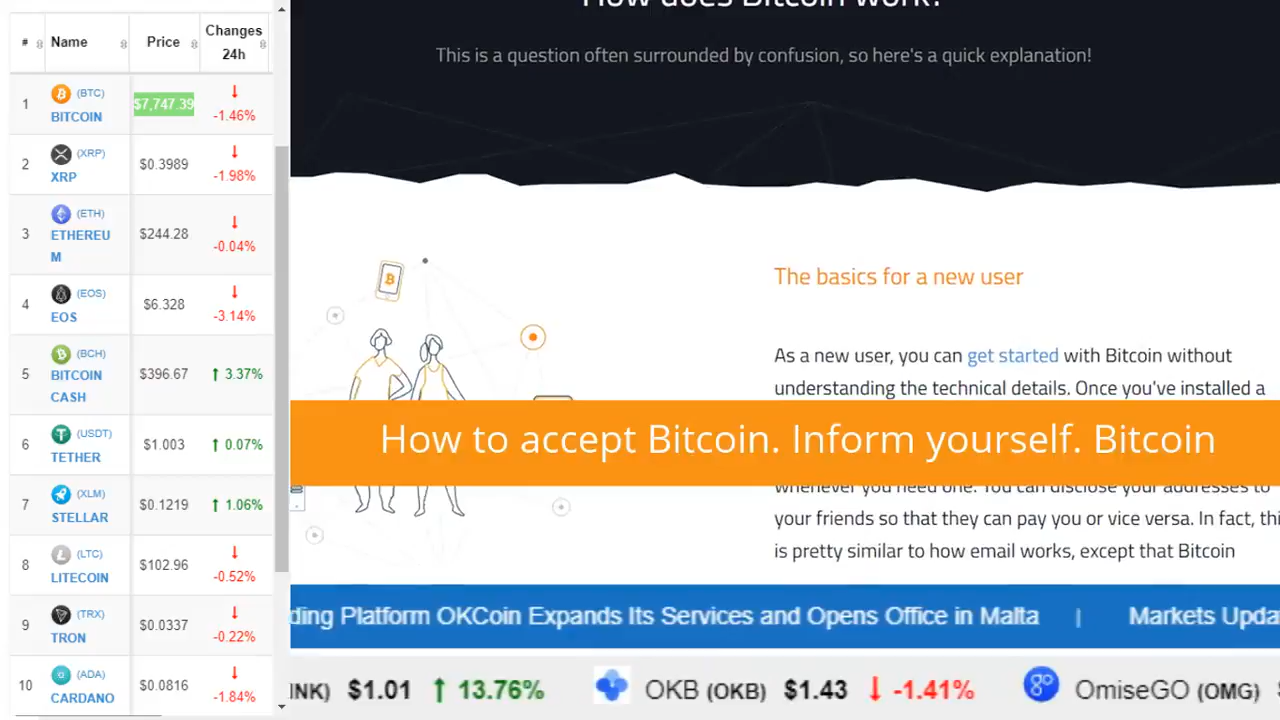 # Name Price Changes 24h
1 (BTC) BITCOIN $7,747.39 -1.46%
2 (XRP) XRP $0.3989 -1.98%
3 (ETH) ETHEREUM $244.28 -0.04%
4 (EOS) EOS $6.328 -3.14%
5 (BCH) BITCOIN CASH $396.67 3.37%
6 (USDT) TETHER $1.003 0.07%
7 (XLM) STELLAR $0.1219 1.06%
8 (LTC) LITECOIN $102.96 -0.52%
9 (TRX) TRON $0.0337 -0.22%
10 (ADA) CARDANO $0.0816 -1.84%
How does Bitcoin work?
This is a question often surrounded by confusion, so here's a quick explanation!
The basics for a new user
As a new user, you can get started with Bitcoin without
understanding the technical details. Once you've installed a
How to accept Bitcoin. Inform yourself. Bitcoin
whenever you need one. You can disclose your addresses to
your friends so that they can pay you or vice versa. In fact, thi
is pretty similar to how email works, except that Bitcoin
ding Platform OKCoin Expands Its Services and Opens Office in Malta | Markets Upda
INK) $1.01 13.76% OKB (OKB) $1.43 -1.41% OmiseGO (OMG)